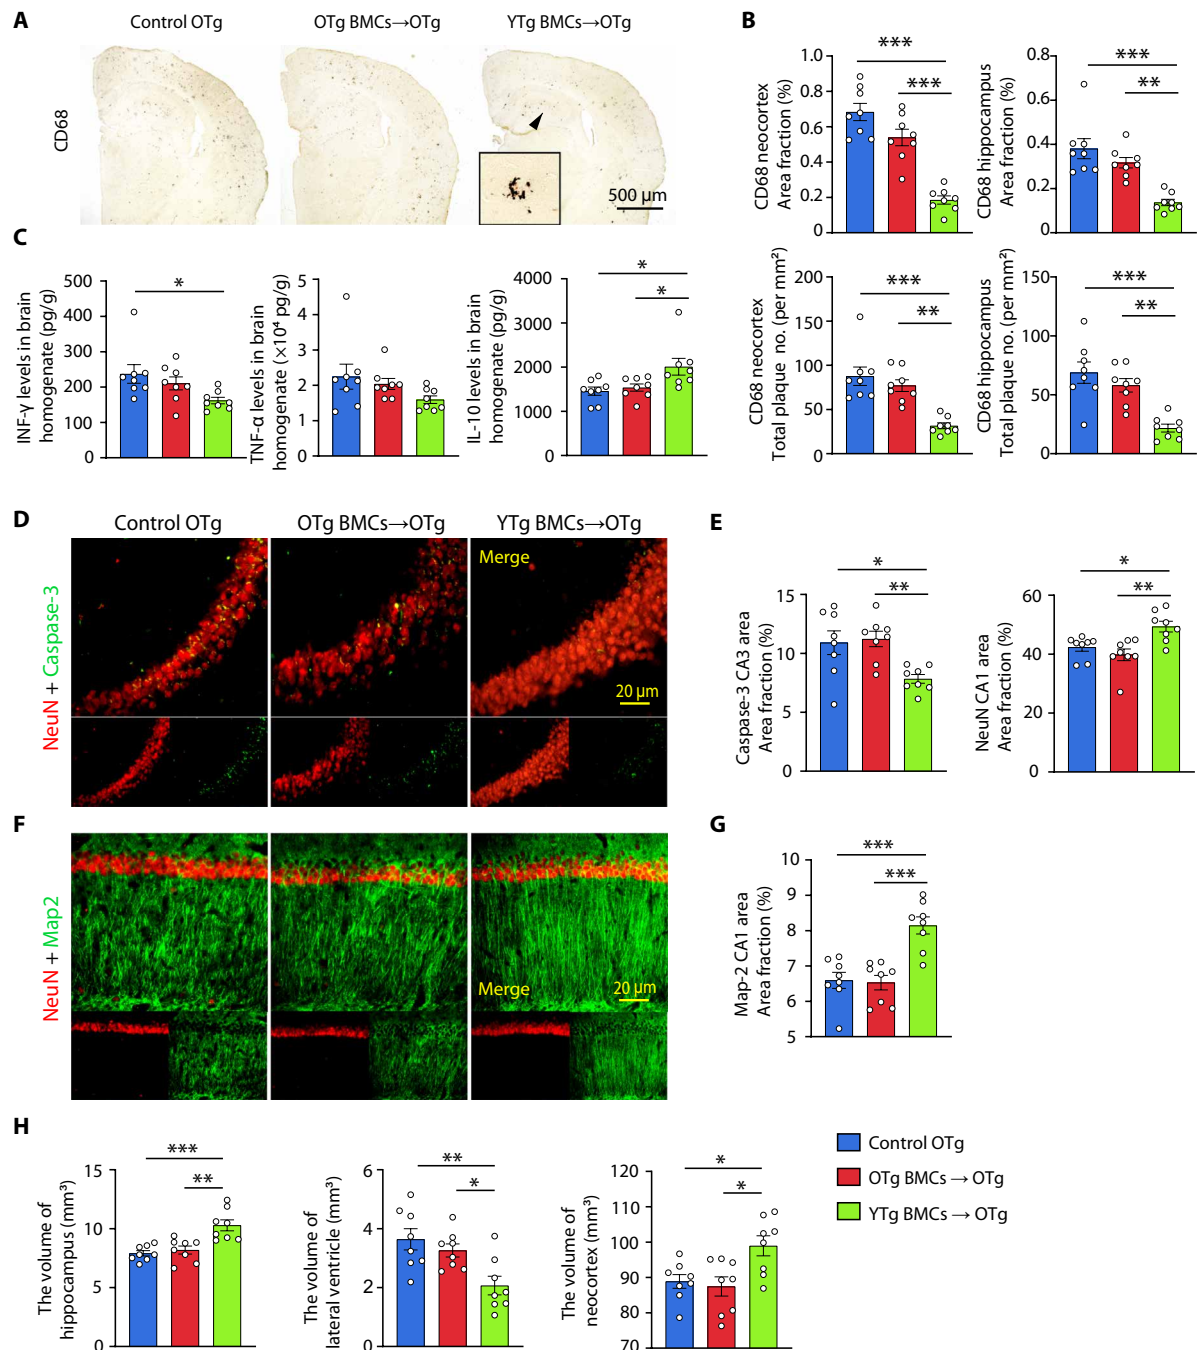 A
Control OTg
OTg BMCs→OTg
YTg BMCs→OTg
CD68
500 μm
B
CD68 neocortex
Area fraction (%)
1.0
0.8
0.6
0.4
0.2
0
***
***
CD68 hippocampus
Area fraction (%)
0.8
0.6
0.4
0.2
0
***
**
CD68 neocortex
Total plaque no. (per mm²)
200
150
100
50
0
***
**
CD68 hippocampus
Total plaque no. (per mm²)
150
100
50
0
***
**
C
INF-γ levels in brain
homogenate (pg/g)
500
400
300
200
100
0
*
TNF-α levels in brain
homogenate (×10⁴ pg/g)
5
4
3
2
1
0
IL-10 levels in brain
homogenate (pg/g)
4000
3000
2000
1000
0
*
*
D
Control OTg
OTg BMCs→OTg
YTg BMCs→OTg
NeuN + Caspase-3
Merge
20 μm
E
Caspase-3 CA3 area
Area fraction (%)
15
10
5
0
*
**
NeuN CA1 area
Area fraction (%)
60
40
20
0
*
**
F
NeuN + Map2
Merge
20 μm
G
Map-2 CA1 area
Area fraction (%)
10
9
8
7
6
5
***
***
H
The volume of
hippocampus (mm³)
15
10
5
0
***
**
The volume of
lateral ventricle (mm³)
6
4
2
0
**
*
The volume of
neocortex (mm³)
120
110
100
90
80
70
*
*
Control OTg
OTg BMCs → OTg
YTg BMCs → OTg